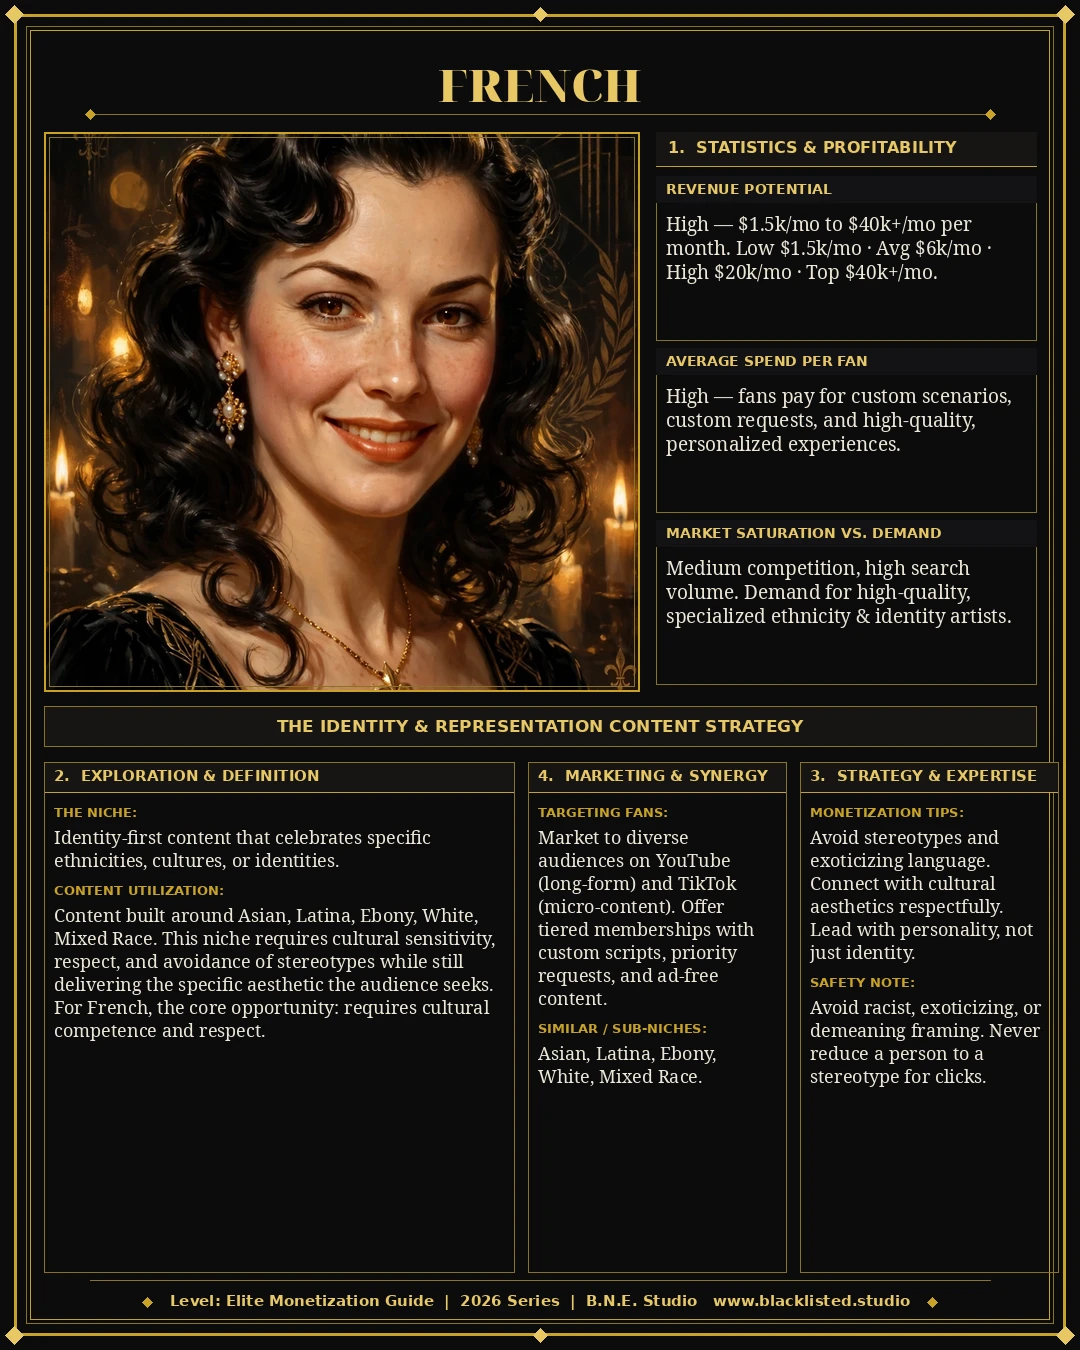 FRENCH
1. STATISTICS & PROFITABILITY
REVENUE POTENTIAL
High — $1.5k/mo to $40k+/mo per
month. Low $1.5k/mo · Avg $6k/mo ·
High $20k/mo · Top $40k+/mo.
AVERAGE SPEND PER FAN
High — fans pay for custom scenarios,
custom requests, and high-quality,
personalized experiences.
MARKET SATURATION VS. DEMAND
Medium competition, high search
volume. Demand for high-quality,
specialized ethnicity & identity artists.
THE IDENTITY & REPRESENTATION CONTENT STRATEGY
2. EXPLORATION & DEFINITION
THE NICHE:
Identity-first content that celebrates specific
ethnicities, cultures, or identities.
CONTENT UTILIZATION:
Content built around Asian, Latina, Ebony, White,
Mixed Race. This niche requires cultural sensitivity,
respect, and avoidance of stereotypes while still
delivering the specific aesthetic the audience seeks.
For French, the core opportunity: requires cultural
competence and respect.
4. MARKETING & SYNERGY
TARGETING FANS:
Market to diverse
audiences on YouTube
(long-form) and TikTok
(micro-content). Offer
tiered memberships with
custom scripts, priority
requests, and ad-free
content.
SIMILAR / SUB-NICHES:
Asian, Latina, Ebony,
White, Mixed Race.
3. STRATEGY & EXPERTISE
MONETIZATION TIPS:
Avoid stereotypes and
exoticizing language.
Connect with cultural
aesthetics respectfully.
Lead with personality, not
just identity.
SAFETY NOTE:
Avoid racist, exoticizing, or
demeaning framing. Never
reduce a person to a
stereotype for clicks.
Level: Elite Monetization Guide | 2026 Series | B.N.E. Studio www.blacklisted.studio